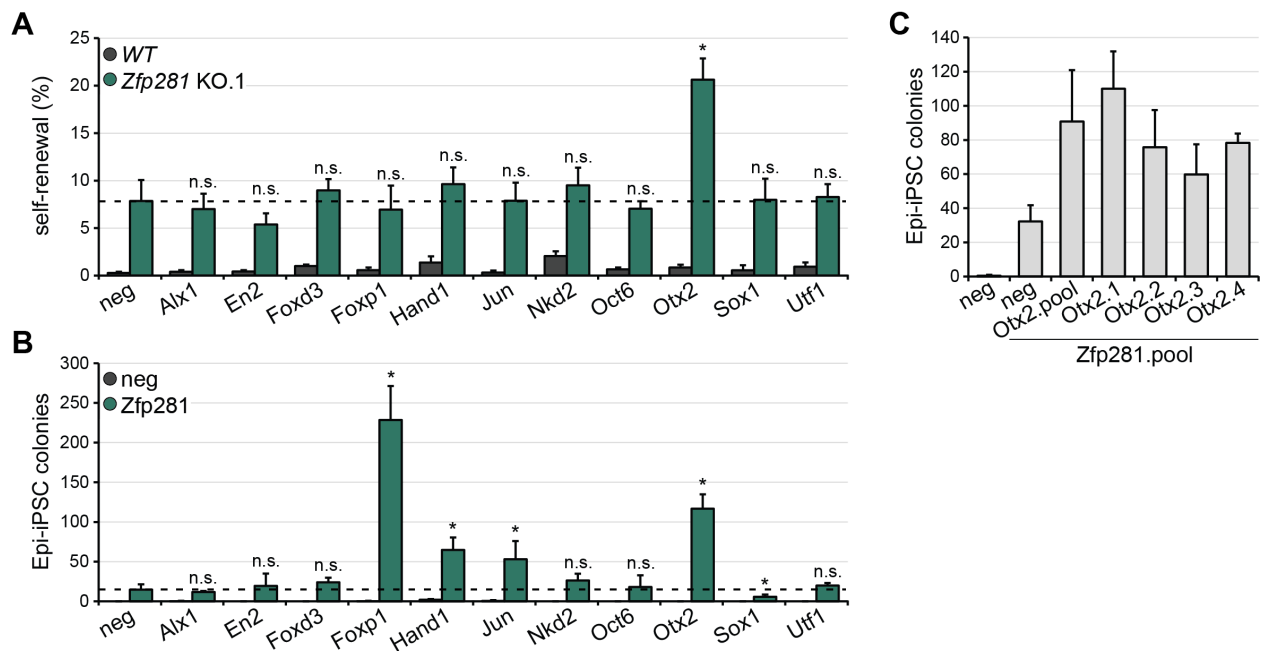 A
25
20
15
10
5
0
self-renewal (%)
WT
Zfp281 KO.1
n.s.
n.s.
n.s.
n.s.
n.s.
n.s.
n.s.
n.s.
*
n.s.
n.s.
neg
Alx1
En2
Foxd3
Foxp1
Hand1
Jun
Nkd2
Oct6
Otx2
Sox1
Utf1
B
300
250
200
150
100
50
0
Epi-iPSC colonies
neg
Zfp281
n.s.
n.s.
n.s.
*
*
*
n.s.
n.s.
*
*
n.s.
neg
Alx1
En2
Foxd3
Foxp1
Hand1
Jun
Nkd2
Oct6
Otx2
Sox1
Utf1
C
140
120
100
80
60
40
20
0
Epi-iPSC colonies
neg
neg
Otx2.pool
Otx2.1
Otx2.2
Otx2.3
Otx2.4
Zfp281.pool